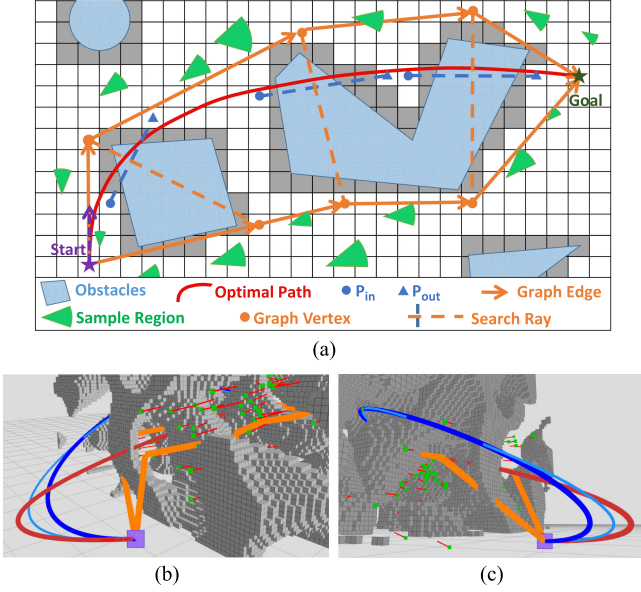 Goal
Start
Obstacles Optimal Path Pin Pout Graph Edge
Sample Region Graph Vertex Search Ray
(a)
(b) (c)